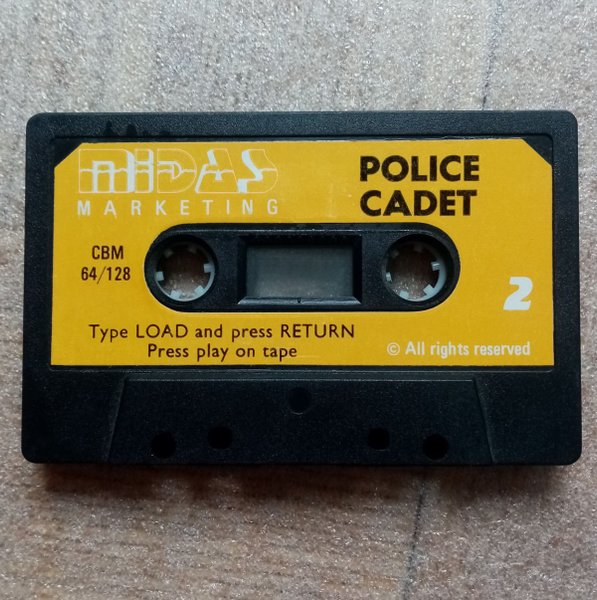 MiDAS
MARKETING
POLICE
CADET
CBM
64/128
2
Type LOAD and press RETURN
Press play on tape
© All rights reserved